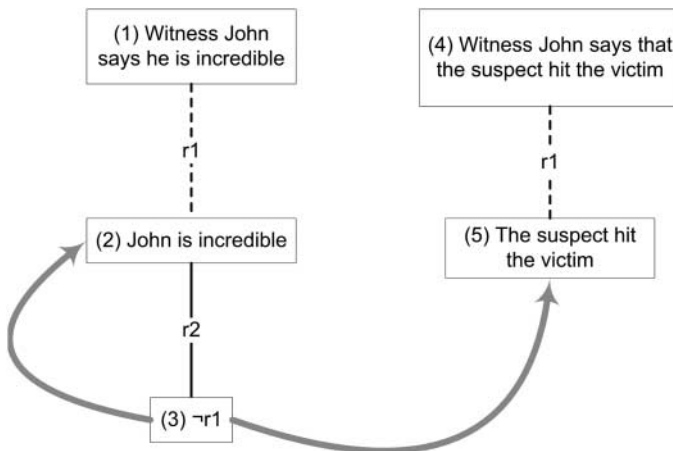 (1) Witness John
says he is incredible
r1
(2) John is incredible
r2
(3) ¬r1
(4) Witness John says that
the suspect hit the victim
r1
(5) The suspect hit
the victim